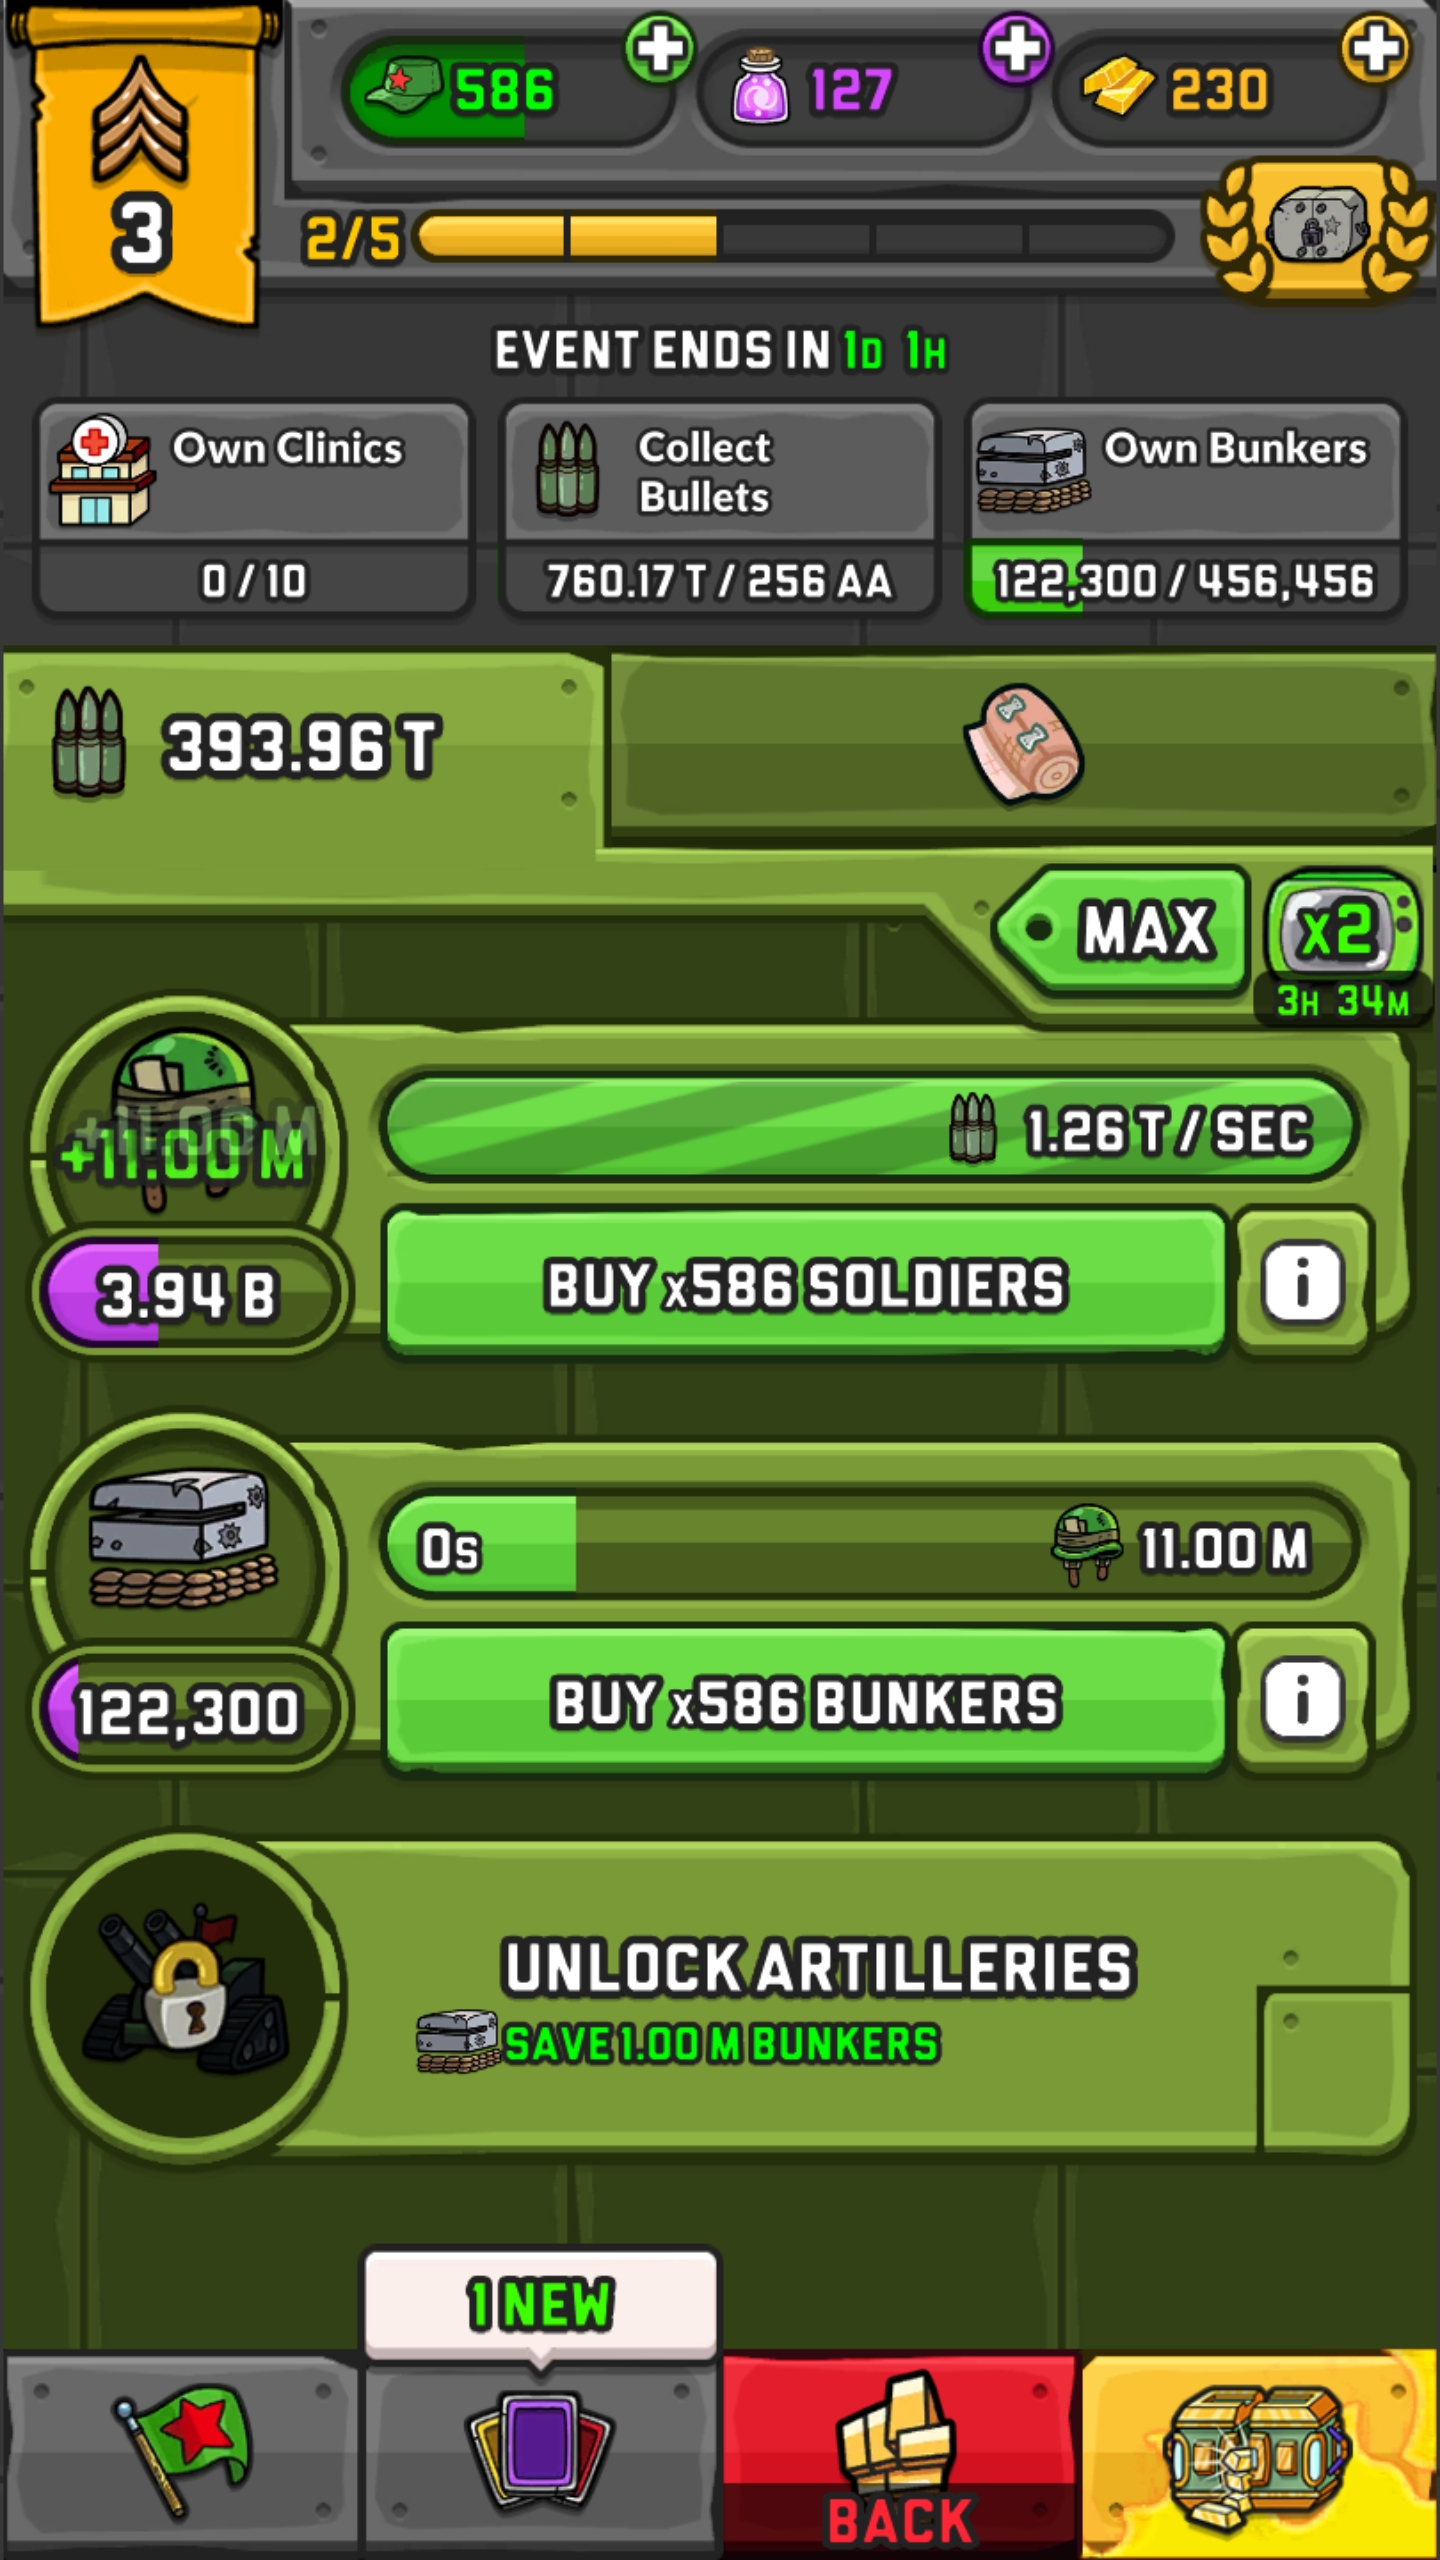 586
127
230
3
2/5
EVENT ENDS IN 1D 1H
Own Clinics
0 / 10
Collect
Bullets
760.17 T / 256 AA
Own Bunkers
122,300 / 456,456
393.96 T
MAX
x2
3H 34M
+11.00 M
+11.00 M
1.26 T / SEC
3.94 B
BUY x586 SOLDIERS
i
0s
11.00 M
122,300
BUY x586 BUNKERS
i
UNLOCK ARTILLERIES
SAVE 1.00 M BUNKERS
1 NEW
BACK